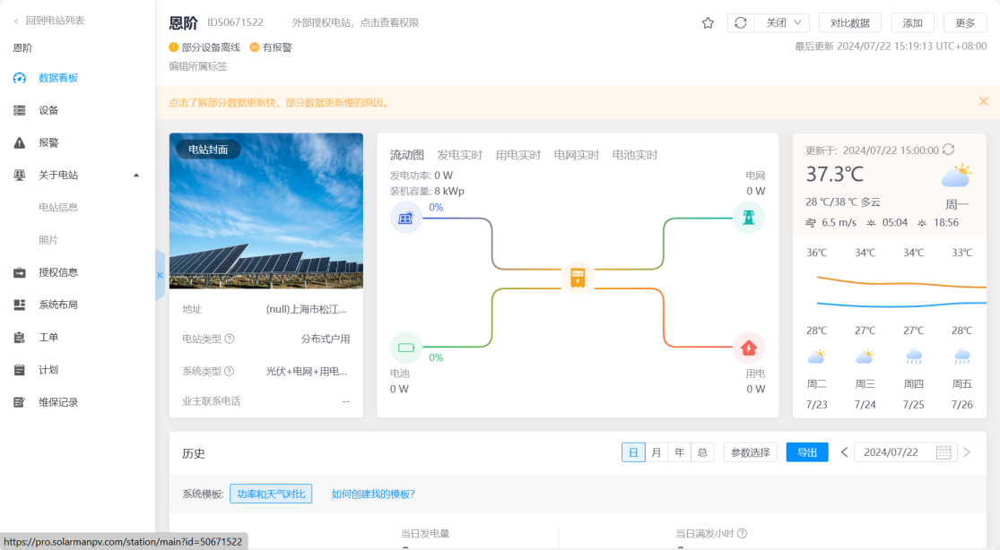 回到电站列表
恩阶
数据看板
设备
报警
关于电站
电站信息
照片
授权信息
系统布局
工单
计划
维保记录
恩阶 ID50671522 外部授权电站，点击查看权限
关闭 对比数据 添加 更多
部分设备离线 有报警
最后更新 2024/07/22 15:19:13 UTC+08:00
编辑所属标签
点击了解部分数据更新快，部分数据更新慢的原因。
电站封面
地址 (null)上海市松江...
电站类型 分布式户用
系统类型 光伏+电网+用电...
业主联系电话 --
流动图 发电实时 用电实时 电网实时 电池实时
发电功率: 0 W
装机容量: 8 kWp
0%
电网
0 W
0%
电池
0 W
用电
0 W
更新于: 2024/07/22 15:00:00
37.3℃
28 ℃/38 ℃ 多云
周一
6.5 m/s 05:04 18:56
36℃ 34℃ 34℃ 33℃
28℃ 27℃ 27℃ 28℃
周二 周三 周四 周五
7/23 7/24 7/25 7/26
历史
日 月 年 总 参数选择 导出 2024/07/22
系统模板: 功率和天气对比 如何创建我的模板?
当日发电量 当日满发小时
https://pro.solarmanpv.com/station/main?id=50671522